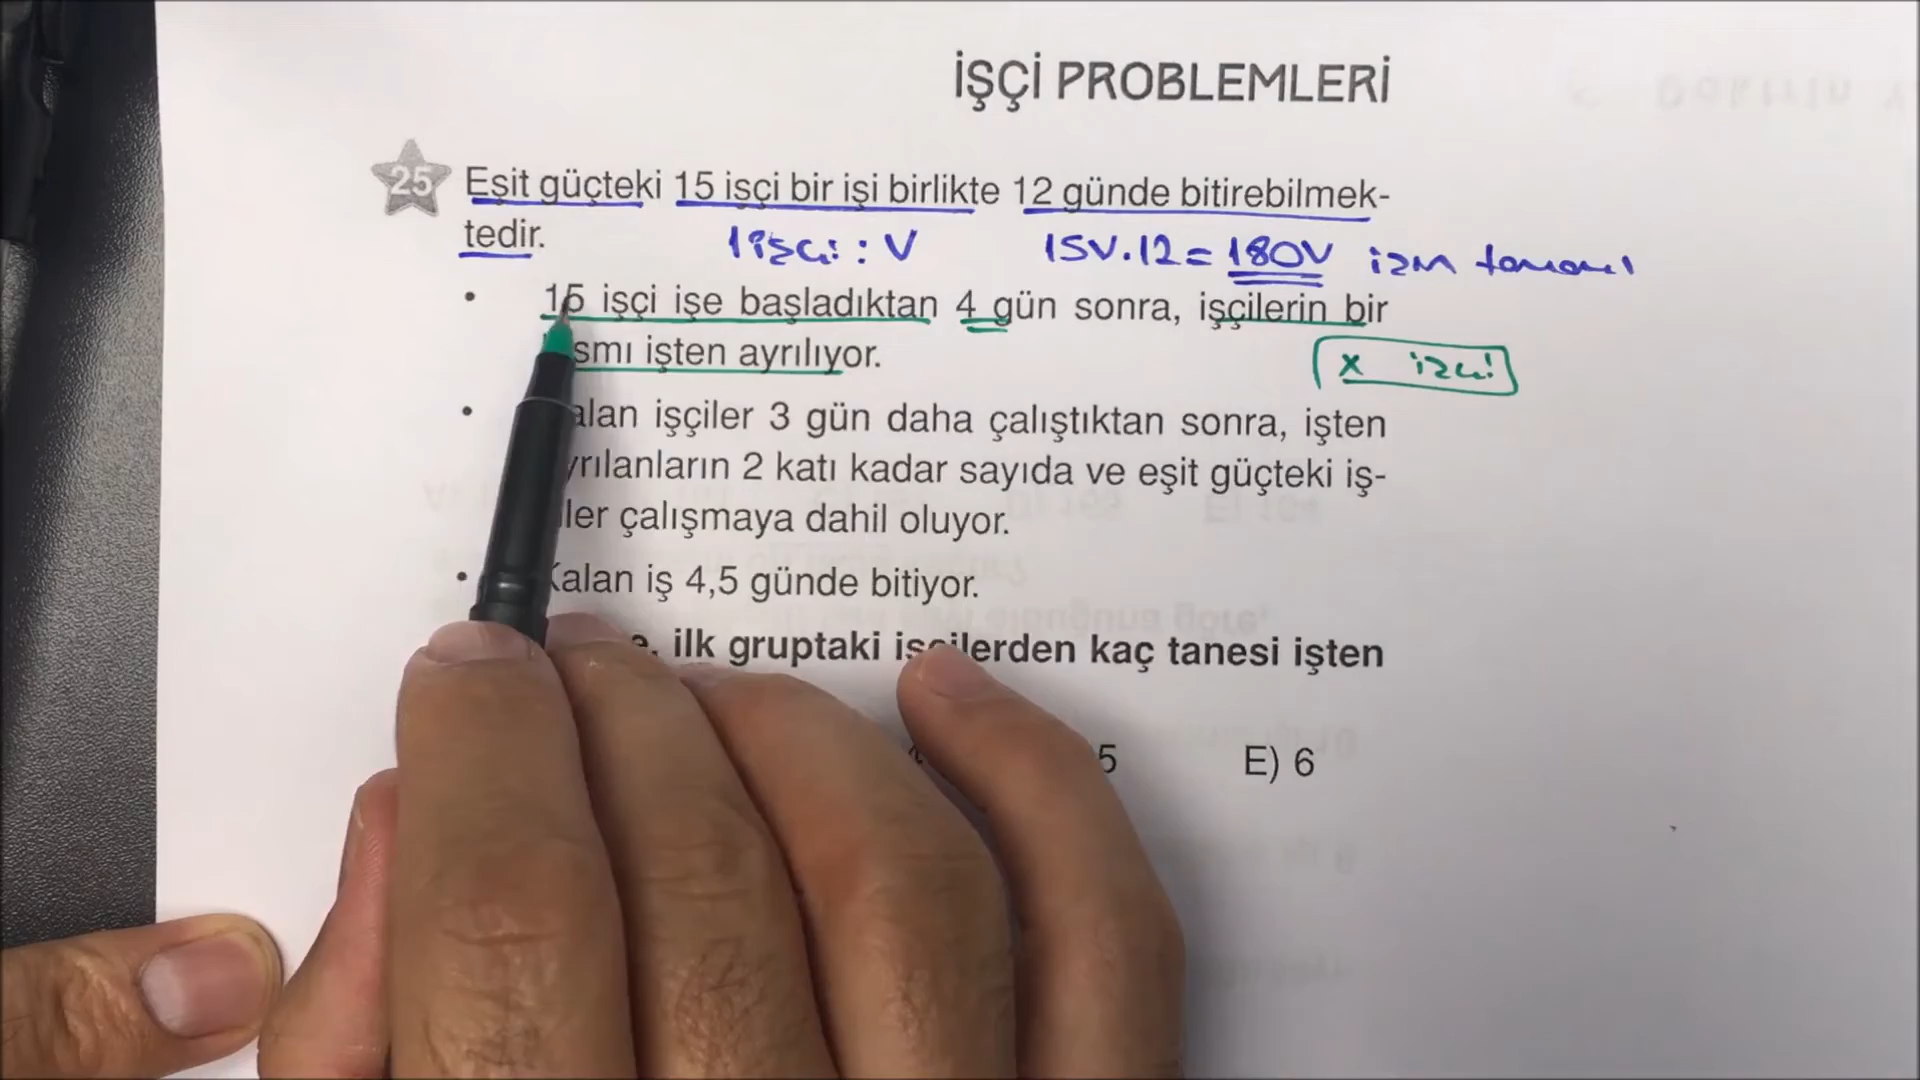 İŞÇİ PROBLEMLERİ
25 Eşit güçteki 15 işçi bir işi birlikte 12 günde bitirebilmek-
tedir.
1 işçi : V 15V.12 = 180V işin tamamı
• 15 işçi işe başladıktan 4 gün sonra, işçilerin bir
smı işten ayrılıyor.
x işçi
• alan işçiler 3 gün daha çalıştıktan sonra, işten
yrılanların 2 katı kadar sayıda ve eşit güçteki iş-
ler çalışmaya dahil oluyor.
• Kalan iş 4,5 günde bitiyor.
e, ilk gruptaki işçilerden kaç tanesi işten
5 E) 6